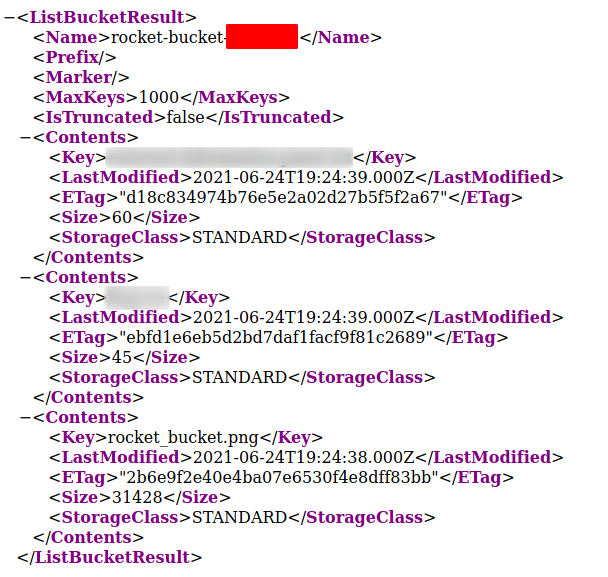 −<ListBucketResult>
<Name>rocket-bucket-</Name>
<Prefix/>
<Marker/>
<MaxKeys>1000</MaxKeys>
<IsTruncated>false</IsTruncated>
−<Contents>
<Key></Key>
<LastModified>2021-06-24T19:24:39.000Z</LastModified>
<ETag>"d18c834974b76e5e2a02d27b5f5f2a67"</ETag>
<Size>60</Size>
<StorageClass>STANDARD</StorageClass>
</Contents>
−<Contents>
<Key></Key>
<LastModified>2021-06-24T19:24:39.000Z</LastModified>
<ETag>"ebfd1e6eb5d2bd7daf1facf9f81c2689"</ETag>
<Size>45</Size>
<StorageClass>STANDARD</StorageClass>
</Contents>
−<Contents>
<Key>rocket_bucket.png</Key>
<LastModified>2021-06-24T19:24:38.000Z</LastModified>
<ETag>"2b6e9f2e40e4ba07e6530f4e8dff83bb"</ETag>
<Size>31428</Size>
<StorageClass>STANDARD</StorageClass>
</Contents>
</ListBucketResult>